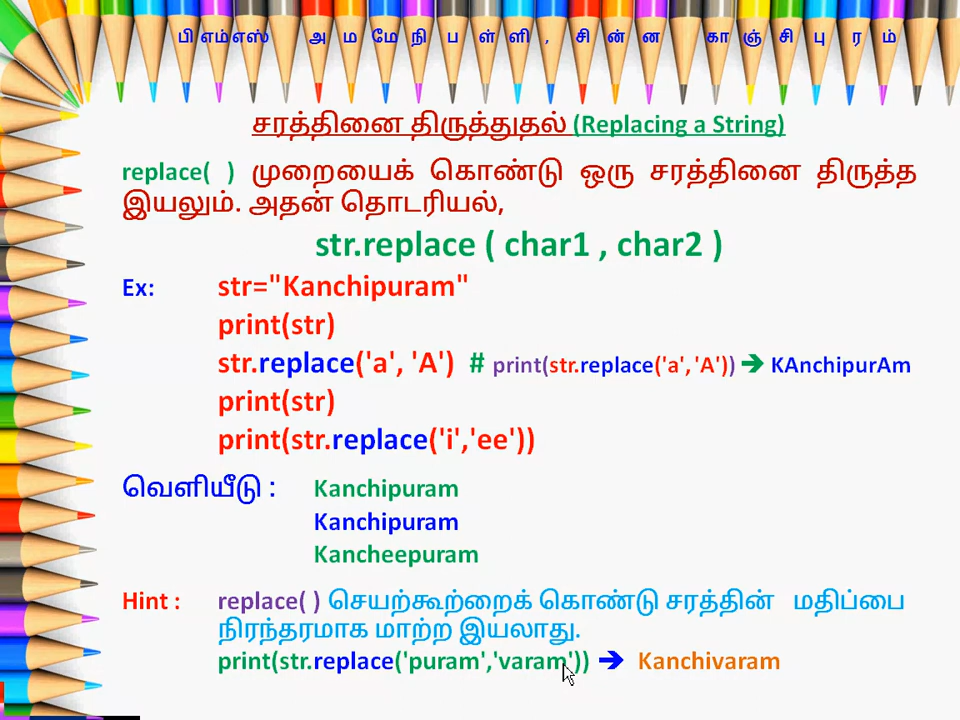 பி எம்எஸ் அ ம மே நி ப ள் ளி , சி ன் ன கா ஞ் சி பு ர ம்
சரத்தினை திருத்துதல் (Replacing a String)
replace( ) முறையைக் கொண்டு ஒரு சரத்தினை திருத்த
இயலும். அதன் தொடரியல்,
str.replace ( char1 , char2 )
Ex: str="Kanchipuram"
print(str)
str.replace('a', 'A') # print(str.replace('a', 'A')) ➔ KAnchipurAm
print(str)
print(str.replace('i','ee'))
வெளியீடு : Kanchipuram
Kanchipuram
Kancheepuram
Hint : replace( ) செயற்கூற்றைக் கொண்டு சரத்தின் மதிப்பை
நிரந்தரமாக மாற்ற இயலாது.
print(str.replace('puram','varam')) ➔ Kanchivaram